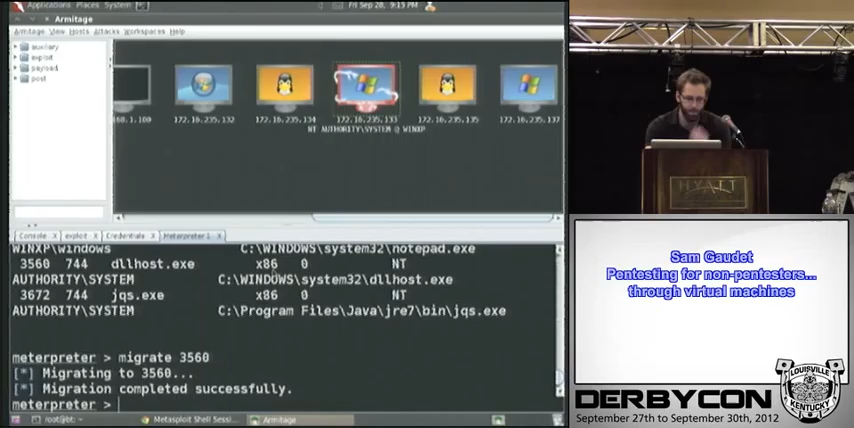 Applications Places System
Fri Sep 28, 9:15 PM
Armitage
Armitage View Hosts Attacks Workspaces Help
auxiliary
exploit
payload
post
172.16.235.132
172.16.235.134
172.16.235.133
172.16.235.135
172.16.235.137
NT AUTHORITY\SYSTEM @ WINXP
Console X exploit X Credentials X Meterpreter 1 X
WINXP\windows C:\WINDOWS\system32\notepad.exe
3560 744 dllhost.exe x86 0 NT
AUTHORITY\SYSTEM C:\WINDOWS\system32\dllhost.exe
3672 744 jqs.exe x86 0 NT
AUTHORITY\SYSTEM C:\Program Files\Java\jre7\bin\jqs.exe
meterpreter > migrate 3560
[*] Migrating to 3560...
[*] Migration completed successfully.
meterpreter >
root@bt: ~
Metasploit Shell Sessi...
Armitage
HYATT
Sam Gaudet
Pentesting for non-pentesters...
through virtual machines
LOUISVILLE
KENTUCKY
DERBYCON
September 27th to September 30th, 2012